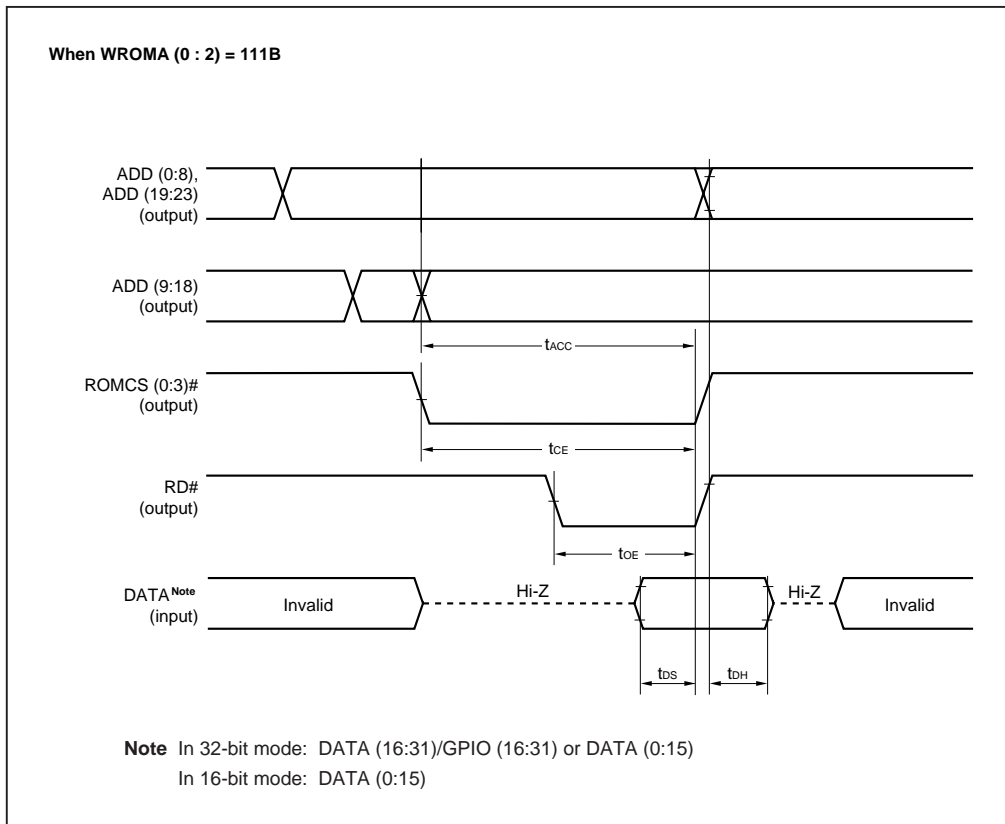 When WROMA (0 : 2) = 111B
ADD (0:8),
ADD (19:23)
(output)
ADD (9:18)
(output)
tACC
ROMCS (0:3)#
(output)
tCE
RD#
(output)
tOE
DATA Note
(input)
Invalid
Hi-Z
Hi-Z
Invalid
tDS
tDH
Note In 32-bit mode: DATA (16:31)/GPIO (16:31) or DATA (0:15)
In 16-bit mode: DATA (0:15)